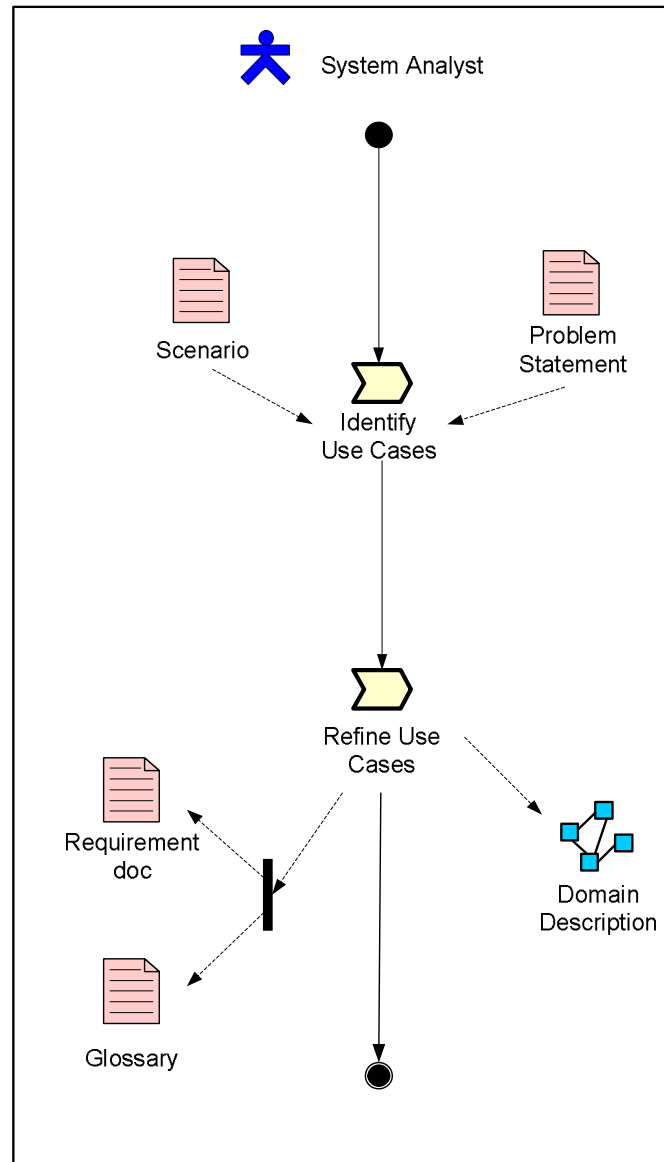 System Analyst
Scenario
Problem
Statement
Identify
Use Cases
Refine Use
Cases
Requirement
doc
Domain
Description
Glossary